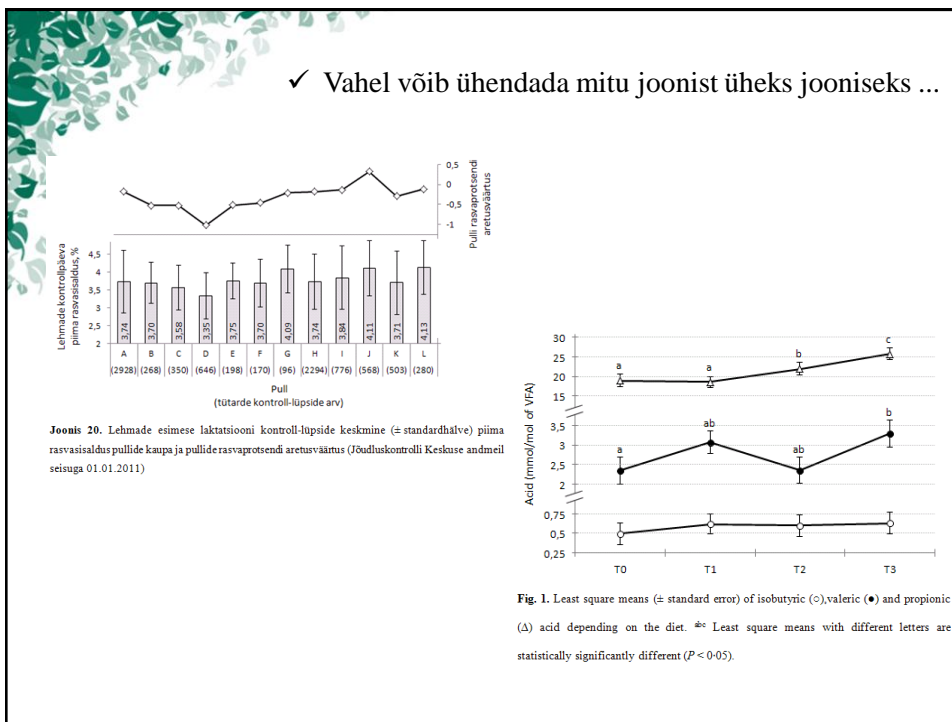 ✓ Vahel võib ühendada mitu joonist üheks jooniseks ...
0,5
0
-0,5
-1
Pulli rasvaprotsendi
aretusväärtus
Lehmade kontrollpäeva
piima rasvasisaldus, %
4,5
4
3,5
3
2,5
2
3,74 3,70 3,58 3,35 3,75 3,70 4,09 3,74 3,84 4,11 3,71 4,13
A B C D E F G H I J K L
(2928) (268) (350) (646) (198) (170) (96) (2294) (776) (568) (503) (280)
Pull
(tütarde kontroll-lüpside arv)
Joonis 20. Lehmade esimese laktatsiooni kontroll-lüpside keskmine (± standardhälve) piima
rasvasisaldus pullide kaupa ja pullide rasvaprotsendi aretusväärtus (Jõudluskontrolli Keskuse andmeil
seisuga 01.01.2011)
Acid (mmol/mol of VFA)
30
25
20
15
a a b c
3,5
3
2,5
2
a ab ab b
0,75
0,5
0,25
T0 T1 T2 T3
Fig. 1. Least square means (± standard error) of isobutyric (○),valeric (●) and propionic
(Δ) acid depending on the diet. abc Least square means with different letters are
statistically significantly different (P < 0·05).